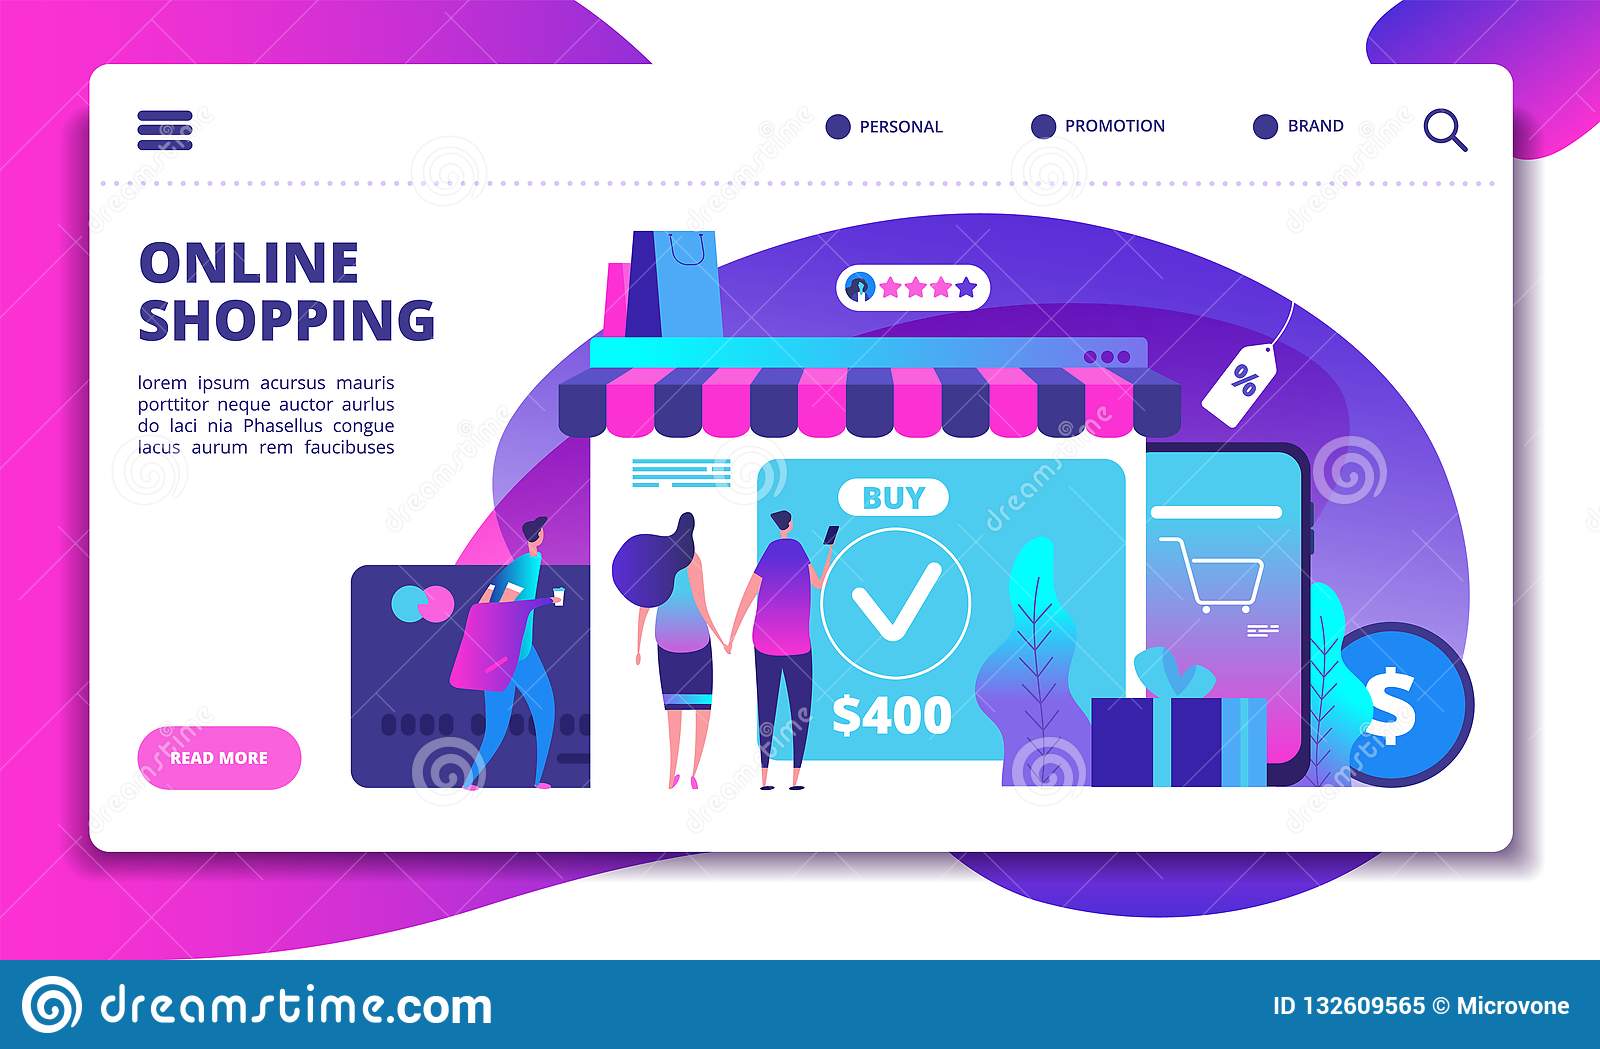 PERSONAL
PROMOTION
BRAND
ONLINE
SHOPPING
lorem ipsum acursus mauris
porttitor neque auctor aurlus
do laci nia Phasellus congue
lacus aurum rem faucibuses
READ MORE
%
BUY
$400
$
dreamstime.com
ID 132609565 © Microvone